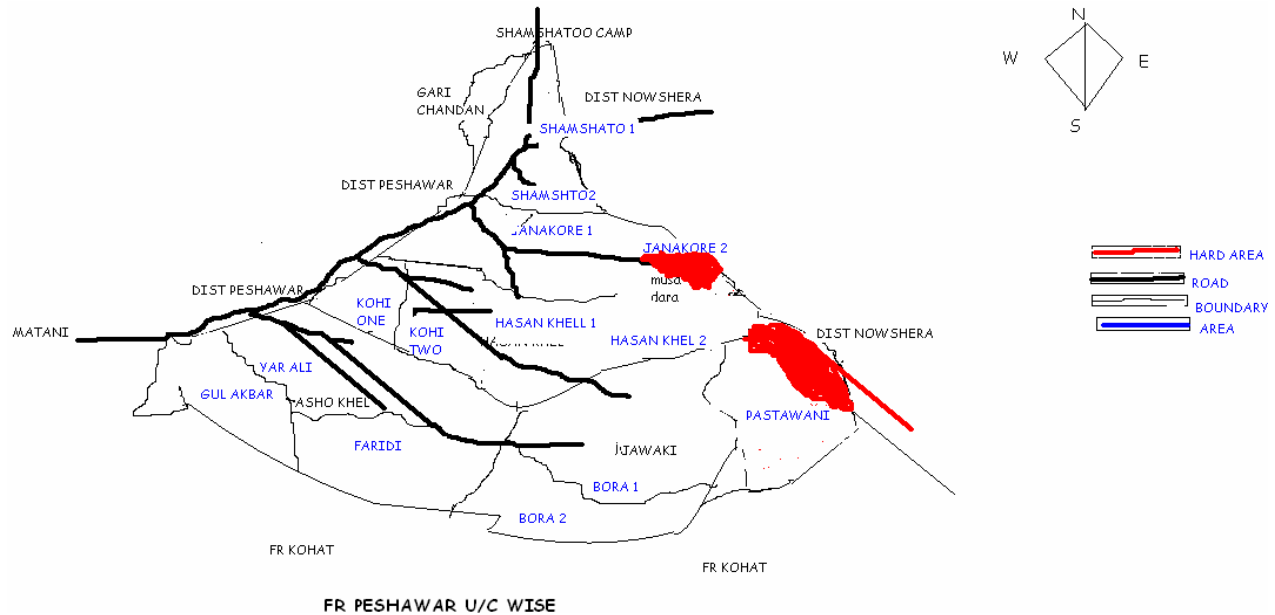 N
SHAMSHATOO CAMP
W
E
GARI
CHANDAN
DIST NOWSHERA
S
SHAMSHATO 1
DIST PESHAWAR
SHAMSHTO2
JANAKORE 1
JANAKORE 2
HARD AREA
musa
dara
ROAD
DIST PESHAWAR
KOHI
ONE
BOUNDARY
HASAN KHELL 1
AREA
MATANI
KOHI
TWO
HASAN KHEL
HASAN KHEL 2
DIST NOWSHERA
YAR ALI
GUL AKBAR
ASHO KHEL
PASTAWANI
FARIDI
JAWAKI
BORA 1
BORA 2
FR KOHAT
FR KOHAT
FR PESHAWAR U/C WISE